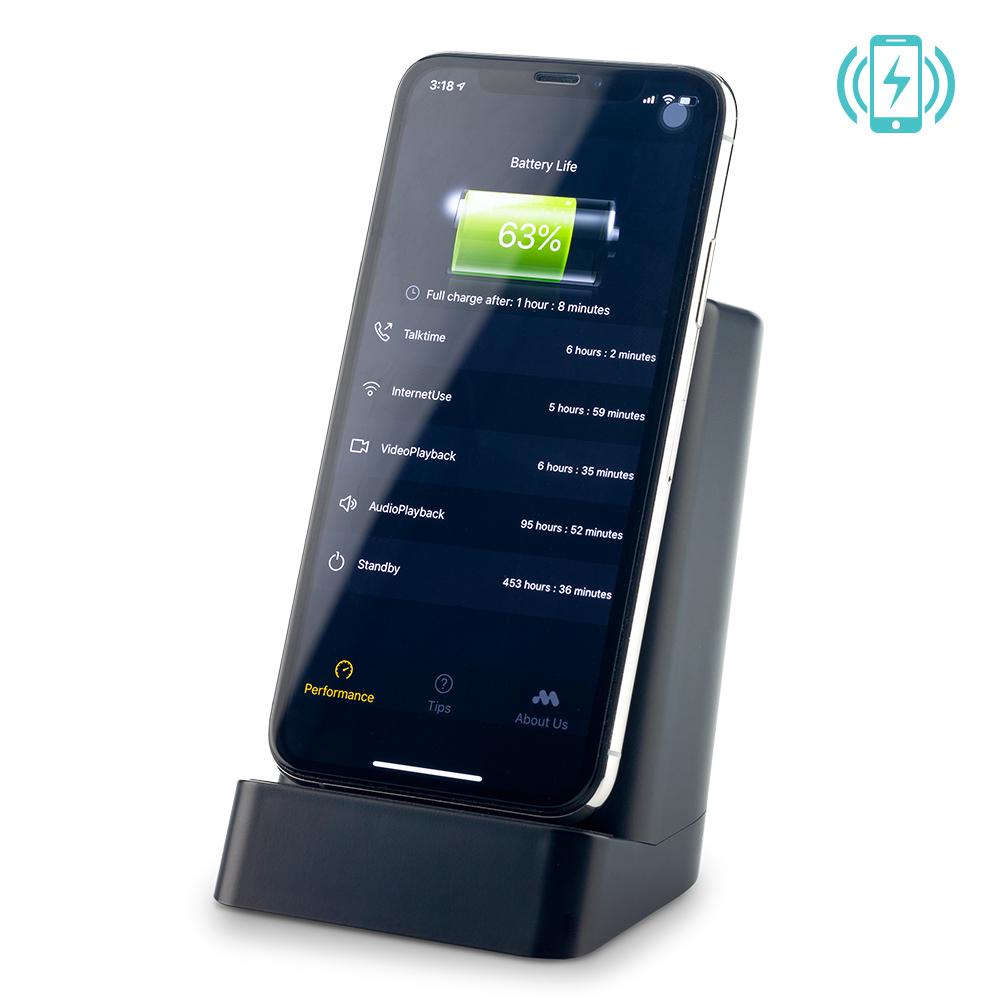 3:18
Battery Life
63%
Full charge after: 1 hour : 8 minutes
Talktime
6 hours : 2 minutes
InternetUse
5 hours : 59 minutes
VideoPlayback
6 hours : 35 minutes
AudioPlayback
95 hours : 52 minutes
Standby
453 hours : 36 minutes
Performance
Tips
About Us